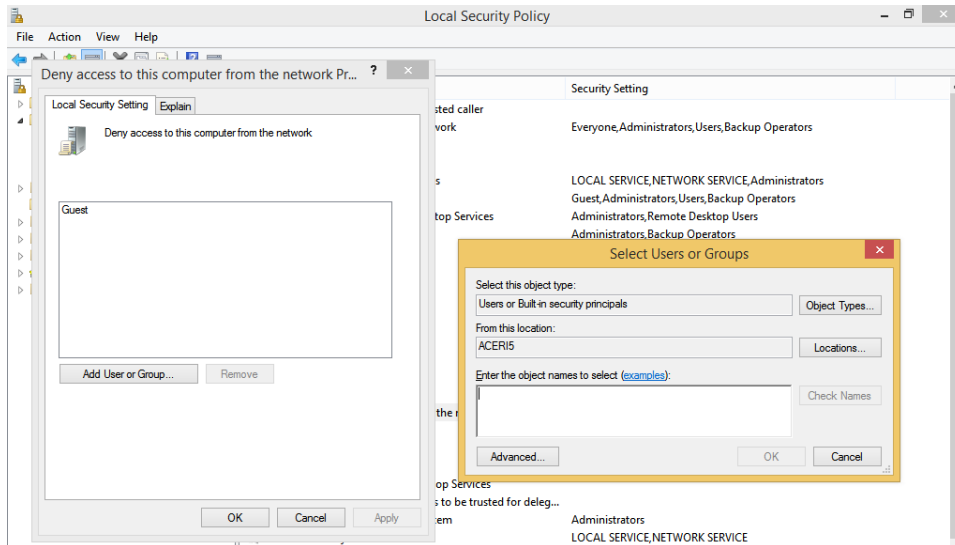 Local Security Policy
File Action View Help
Deny access to this computer from the network Pr... ?
Local Security Setting Explain
Deny access to this computer from the network
Guest
Add User or Group... Remove
OK Cancel Apply
Security Setting
sted caller
work Everyone,Administrators,Users,Backup Operators
s LOCAL SERVICE,NETWORK SERVICE,Administrators
Guest,Administrators,Users,Backup Operators
top Services Administrators,Remote Desktop Users
Administrators,Backup Operators
Select Users or Groups
Select this object type:
Users or Built-in security principals Object Types...
From this location:
ACERI5 Locations...
Enter the object names to select (examples):
Check Names
Advanced... OK Cancel
the
op Services
s to be trusted for deleg...
em Administrators
LOCAL SERVICE,NETWORK SERVICE